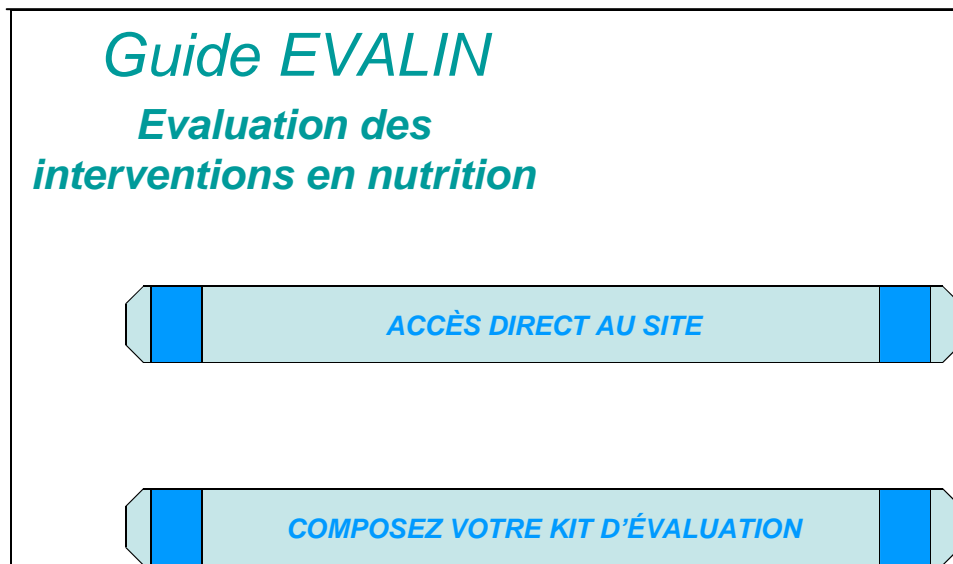 Guide EVALIN
Evaluation des
interventions en nutrition
ACCÈS DIRECT AU SITE
COMPOSEZ VOTRE KIT D’ÉVALUATION